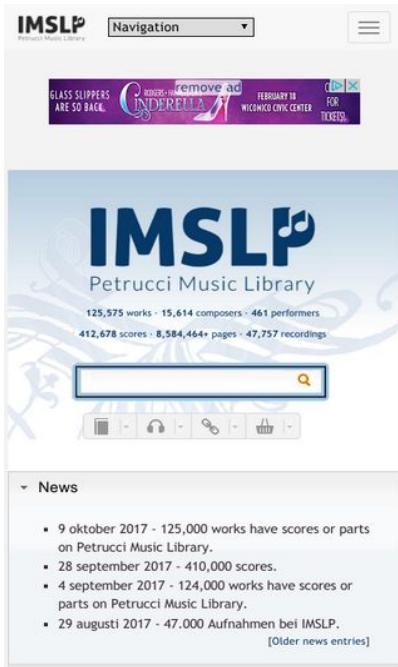 IMSLP
Petrucci Music Library
Navigation
GLASS SLIPPERS
ARE SO BACK.
CINDERELLA
remove ad
FEBRUARY 18
WICOMICO CIVIC CENTER
FOR
TICKETS!
IMSLP
Petrucci Music Library
125,575 works · 15,614 composers · 461 performers
412,678 scores · 8,584,464+ pages · 47,757 recordings
News
9 oktober 2017 - 125,000 works have scores or parts
on Petrucci Music Library.
28 september 2017 - 410,000 scores.
4 september 2017 - 124,000 works have scores or
parts on Petrucci Music Library.
29 augusti 2017 - 47.000 Aufnahmen bei IMSLP.
[Older news entries]